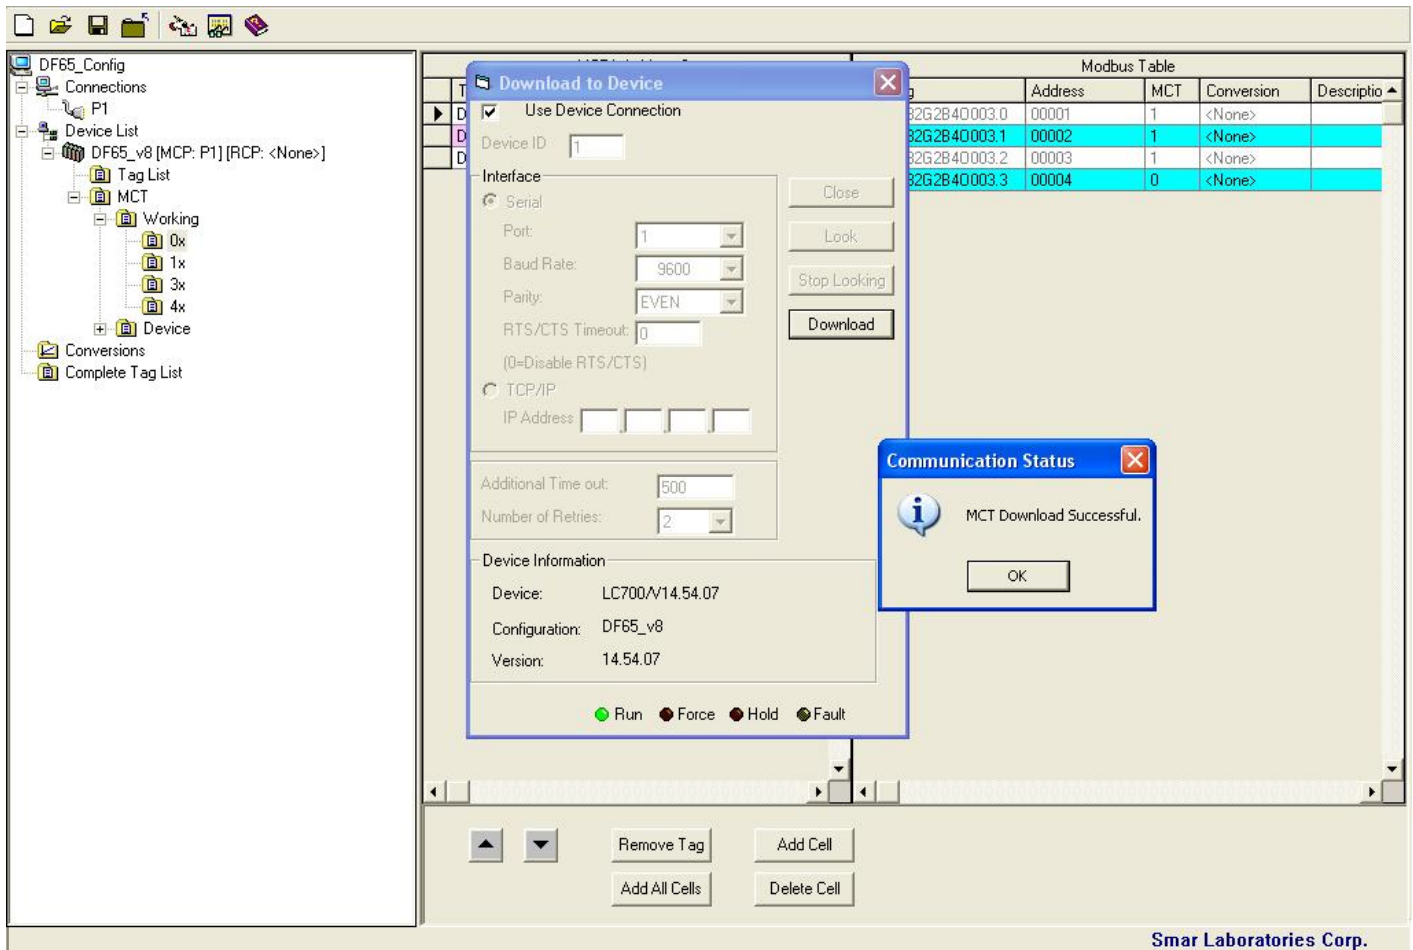 DF65_Config
Connections
P1
Device List
DF65_v8 [MCP: P1] [RCP: <None>]
Tag List
MCT
Working
0x
1x
3x
4x
Device
Conversions
Complete Tag List
Modbus Table
Address MCT Conversion Descriptio
32G2B4O003.0 00001 1 <None>
32G2B4O003.1 00002 1 <None>
32G2B4O003.2 00003 1 <None>
32G2B4O003.3 00004 0 <None>
Download to Device
Use Device Connection
Device ID 1
Interface
Serial
Port: 1
Baud Rate: 9600
Parity: EVEN
RTS/CTS Timeout: 0
(0=Disable RTS/CTS)
TCP/IP
IP Address
Close
Look
Stop Looking
Download
Additional Time out: 500
Number of Retries: 2
Device Information
Device: LC700/V14.54.07
Configuration: DF65_v8
Version: 14.54.07
Run Force Hold Fault
Communication Status
MCT Download Successful.
OK
Remove Tag Add Cell
Add All Cells Delete Cell
Smar Laboratories Corp.